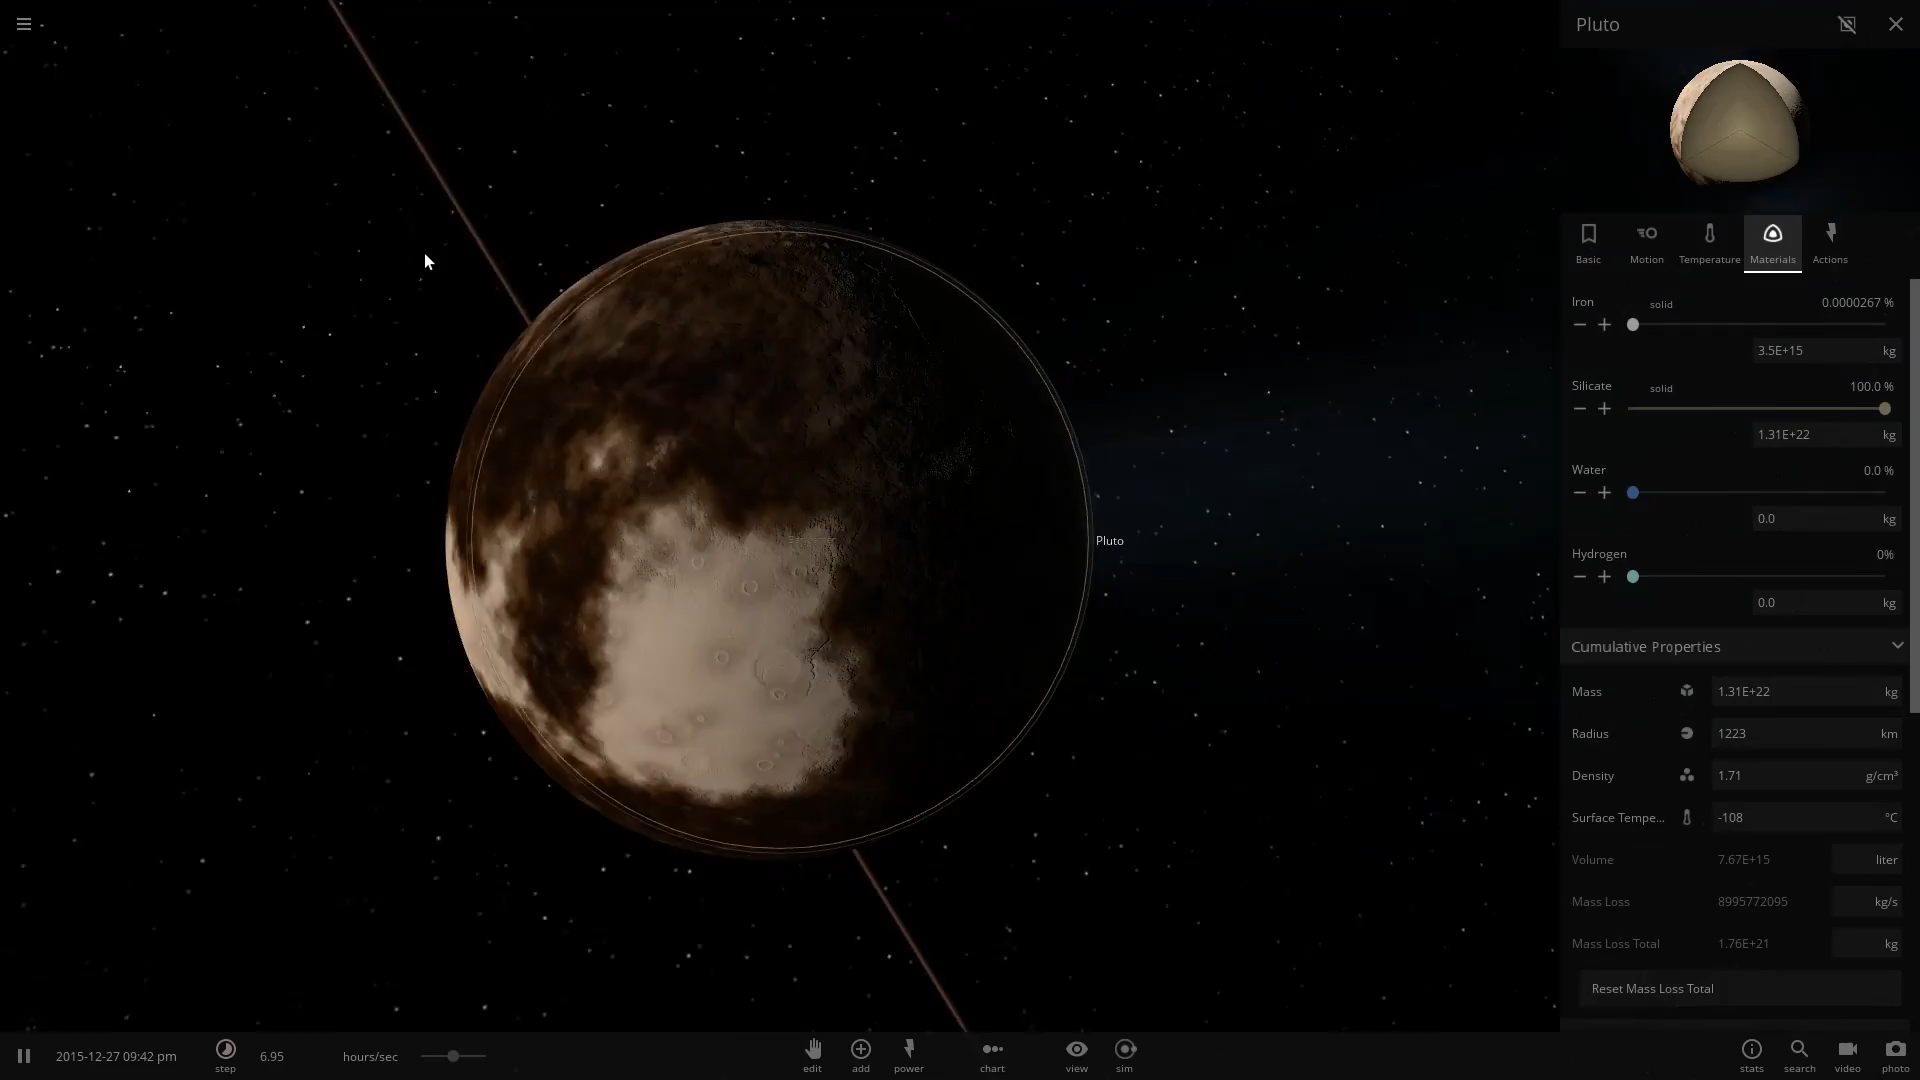 Pluto
Basic
Motion
Temperature
Materials
Actions
Iron solid 0.0000267 %
3.5E+15 kg
Silicate solid 100.0 %
1.31E+22 kg
Water 0.0 %
0.0 kg
Hydrogen 0%
0.0 kg
Pluto
Cumulative Properties
Mass 1.31E+22 kg
Radius 1223 km
Density 1.71 g/cm³
Surface Tempe... -108 °C
Volume 7.67E+15 liter
Mass Loss 8995772095 kg/s
Mass Loss Total 1.76E+21 kg
Reset Mass Loss Total
2015-12-27 09:42 pm
step
6.95 hours/sec
edit
add
power
chart
view
sim
stats
search
video
photo